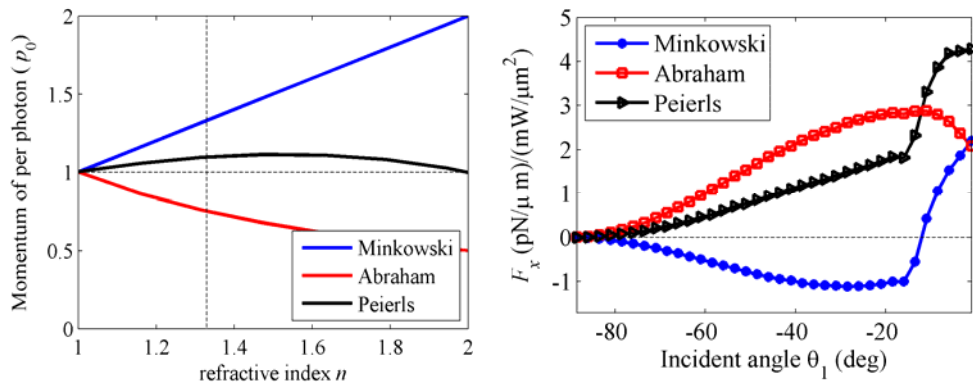 Momentum of per photon ( p0 )
2
1.5
1
0.5
0
1 1.2 1.4 1.6 1.8 2
refractive index n
Minkowski
Abraham
Peierls
Fx (pN/μ m)/(mW/μm2)
5
4
3
2
1
0
-1
-80 -60 -40 -20
Incident angle θ1 (deg)
Minkowski
Abraham
Peierls